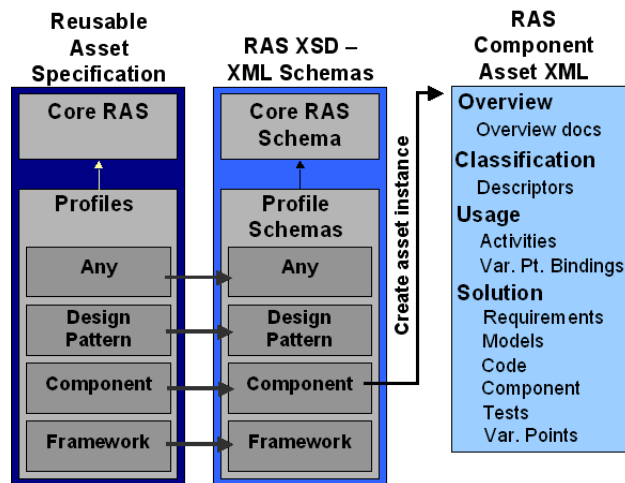 Reusable
Asset
Specification
Core RAS
Profiles
Any
Design
Pattern
Component
Framework
RAS XSD –
XML Schemas
Core RAS
Schema
Profile
Schemas
Any
Design
Pattern
Component
Framework
Create asset instance
RAS
Component
Asset XML
Overview
Overview docs
Classification
Descriptors
Usage
Activities
Var. Pt. Bindings
Solution
Requirements
Models
Code
Component
Tests
Var. Points